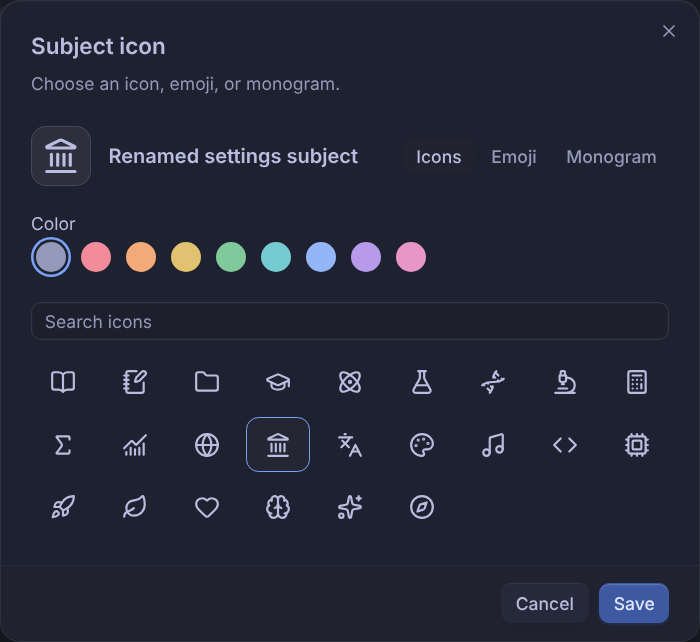 Subject icon
Choose an icon, emoji, or monogram.
Renamed settings subject
Icons
Emoji
Monogram
Color
Search icons
Cancel
Save